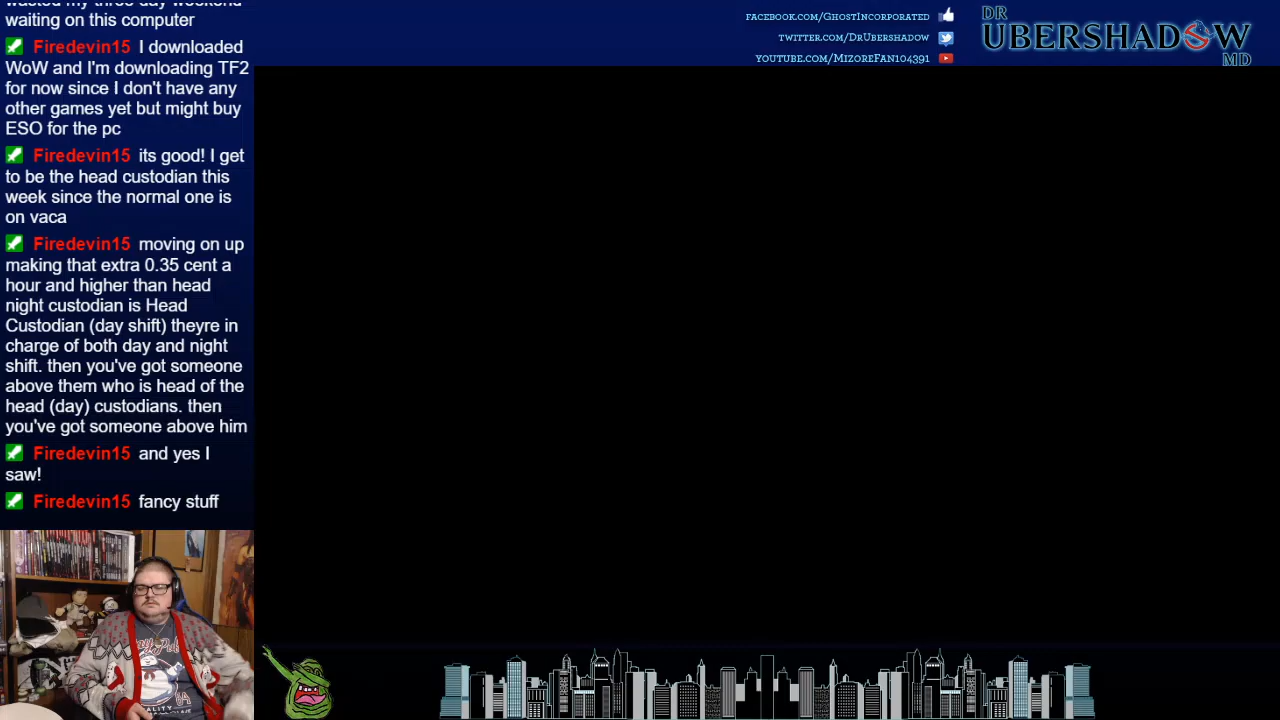 waiting on this computer
Firedevin15 I downloaded
WoW and I'm downloading TF2
for now since I don't have any
other games yet but might buy
ESO for the pc
Firedevin15 its good! I get
to be the head custodian this
week since the normal one is
on vaca
Firedevin15 moving on up
making that extra 0.35 cent a
hour and higher than head
night custodian is Head
Custodian (day shift) theyre in
charge of both day and night
shift. then you've got someone
above them who is head of the
head (day) custodians. then
you've got someone above him
Firedevin15 and yes I
saw!
Firedevin15 fancy stuff
facebook.com/GhostIncorporated
twitter.com/DrUbershadow
youtube.com/MizoreFan104391
DR
UBERSHADOW
MD